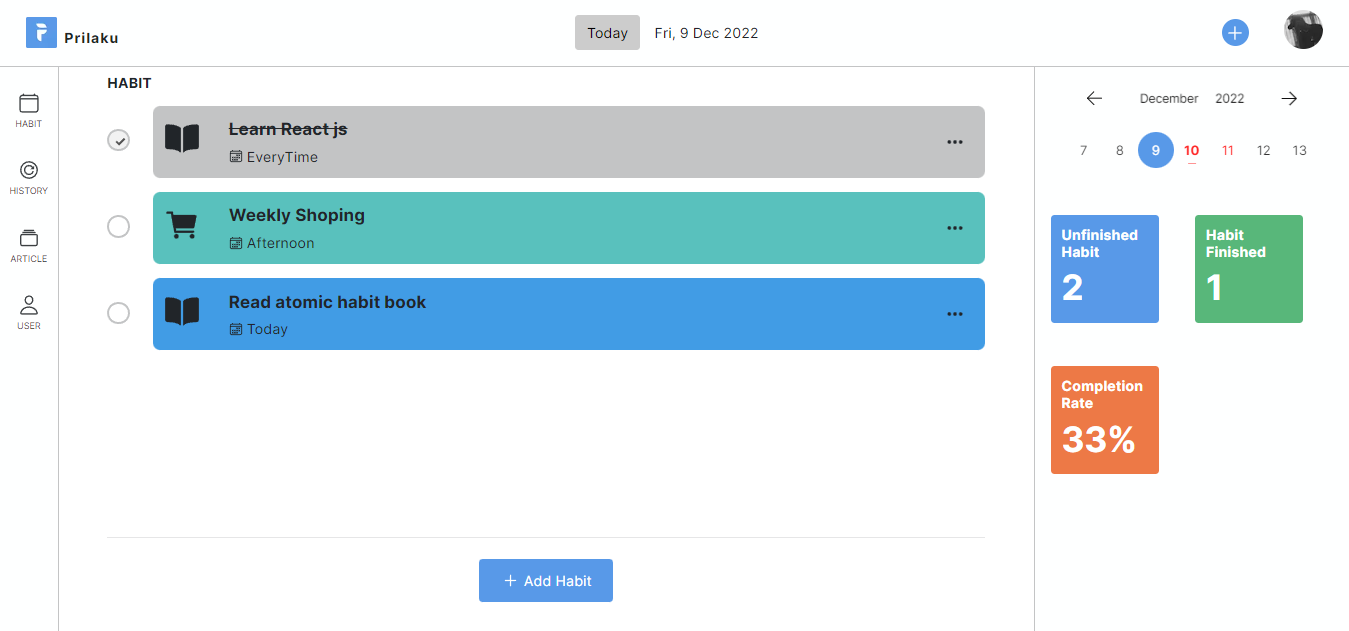 Prilaku
Today Fri, 9 Dec 2022
HABIT
HISTORY
ARTICLE
USER
HABIT
Learn React js
EveryTime
Weekly Shoping
Afternoon
Read atomic habit book
Today
+ Add Habit
December 2022
7 8 9 10 11 12 13
Unfinished
Habit
2
Habit
Finished
1
Completion
Rate
33%